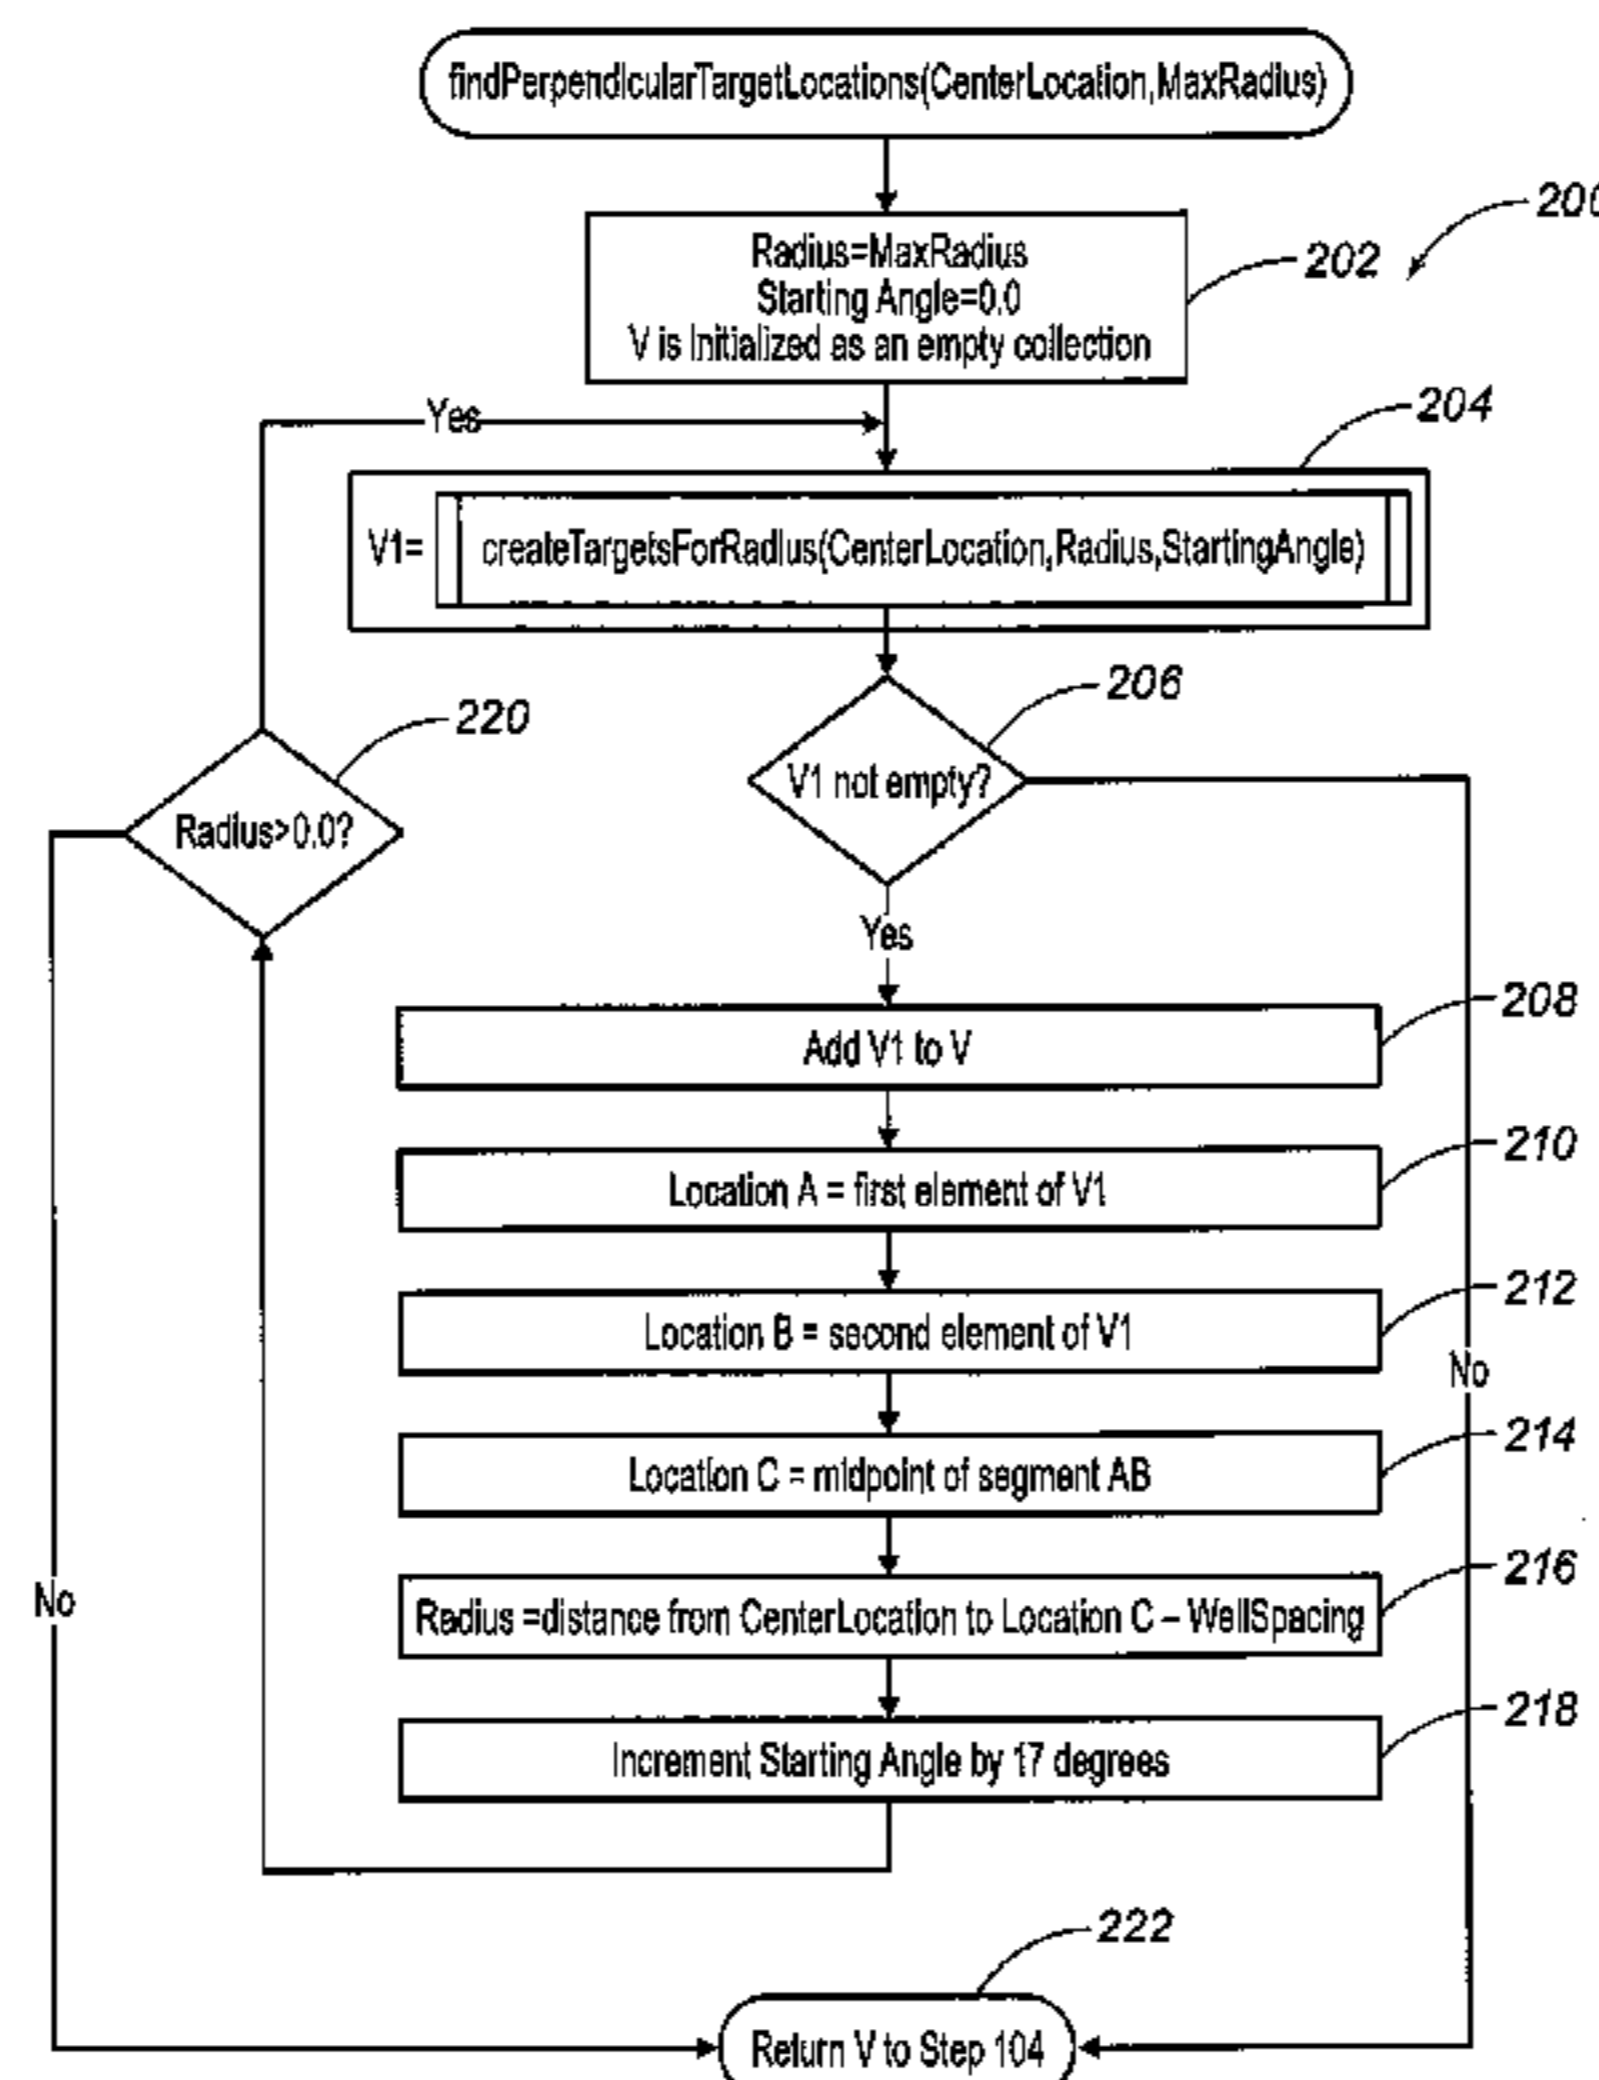 findPerpendicularTargetLocations(CenterLocation,MaxRadius)
200
Radius=MaxRadius
Starting Angle=0.0
V is Initialized as an empty collection
202
Yes
204
V1=
createTargetsForRadius(CenterLocation,Radius,StartingAngle)
206
220
V1 not empty?
Radius>0.0?
Yes
208
Add V1 to V
210
Location A = first element of V1
212
Location B = second element of V1
No
214
Location C = midpoint of segment AB
216
No
Radius =distance from CenterLocation to Location C – WellSpacing
218
Increment Starting Angle by 17 degrees
222
Return V to Step 104